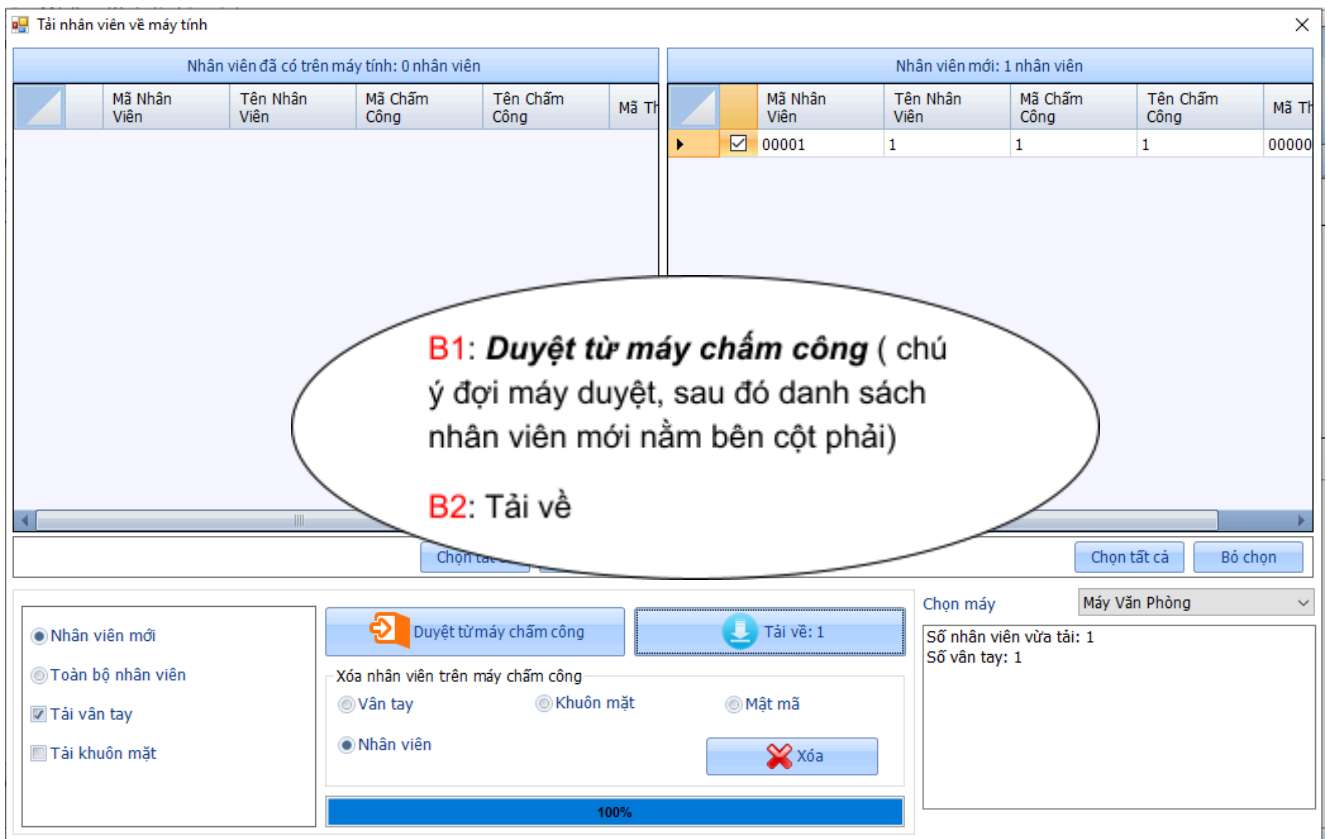 Tải nhân viên về máy tính
Nhân viên đã có trên máy tính: 0 nhân viên
Nhân viên mới: 1 nhân viên
Mã Nhân Viên
Tên Nhân Viên
Mã Chấm Công
Tên Chấm Công
Mã Th
Mã Nhân Viên
Tên Nhân Viên
Mã Chấm Công
Tên Chấm Công
Mã Th
00001 1 1 1 00000
B1: Duyệt từ máy chấm công ( chú
ý đợi máy duyệt, sau đó danh sách
nhân viên mới nằm bên cột phải)
B2: Tải về
Chọn
Chọn tất cả
Bỏ chọn
Nhân viên mới
Toàn bộ nhân viên
Tải vân tay
Tải khuôn mặt
Duyệt từ máy chấm công
Tải về: 1
Xóa nhân viên trên máy chấm công
Vân tay
Khuôn mặt
Mật mã
Nhân viên
Xóa
100%
Chọn máy
Máy Văn Phòng
Số nhân viên vừa tải: 1
Số vân tay: 1